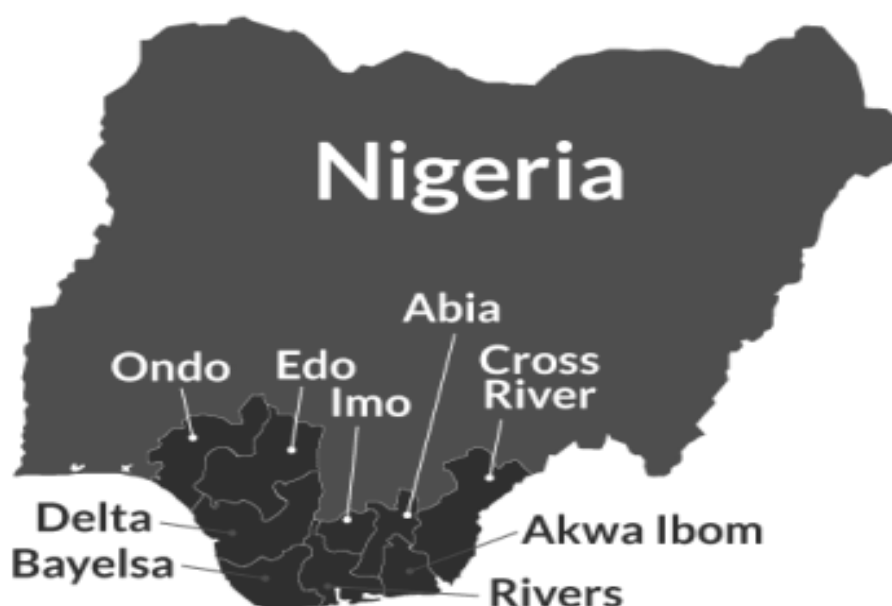 Nigeria
Abia
Ondo
Edo
Imo
Cross
River
Delta
Bayelsa
Akwa Ibom
Rivers